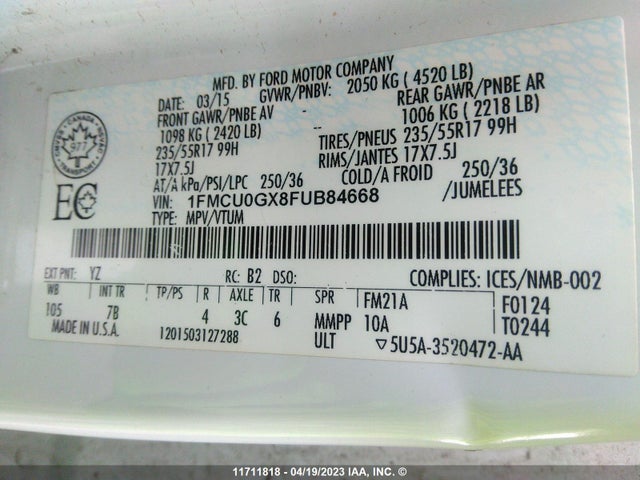 MFD. BY FORD MOTOR COMPANY
DATE: 03/15 GVWR/PNBV: 2050 KG ( 4520 LB)
FRONT GAWR/PNBE AV REAR GAWR/PNBE AR
1098 KG ( 2420 LB) -- 1006 KG ( 2218 LB)
235/55R17 99H TIRES/PNEUS 235/55R17 99H
17X7.5J -- RIMS/JANTES 17X7.5J
AT/A kPa/PSI/LPC 250/36 COLD/A FROID 250/36
VIN: 1FMCU0GX8FUB84668 /JUMELEES
TYPE: MPV/VTUM
CANADA
977
TRANSPORT
EC
EXT PNT: YZ RC: B2 DSO: COMPLIES: ICES/NMB-002
WB INT TR TP/PS R AXLE TR SPR FM21A F0124
105 7B 4 3C 6 MMPP 10A T0244
MADE IN U.S.A. 1201503127288 ULT ▽5U5A-3520472-AA
11711818 - 04/19/2023 IAA, INC. ©